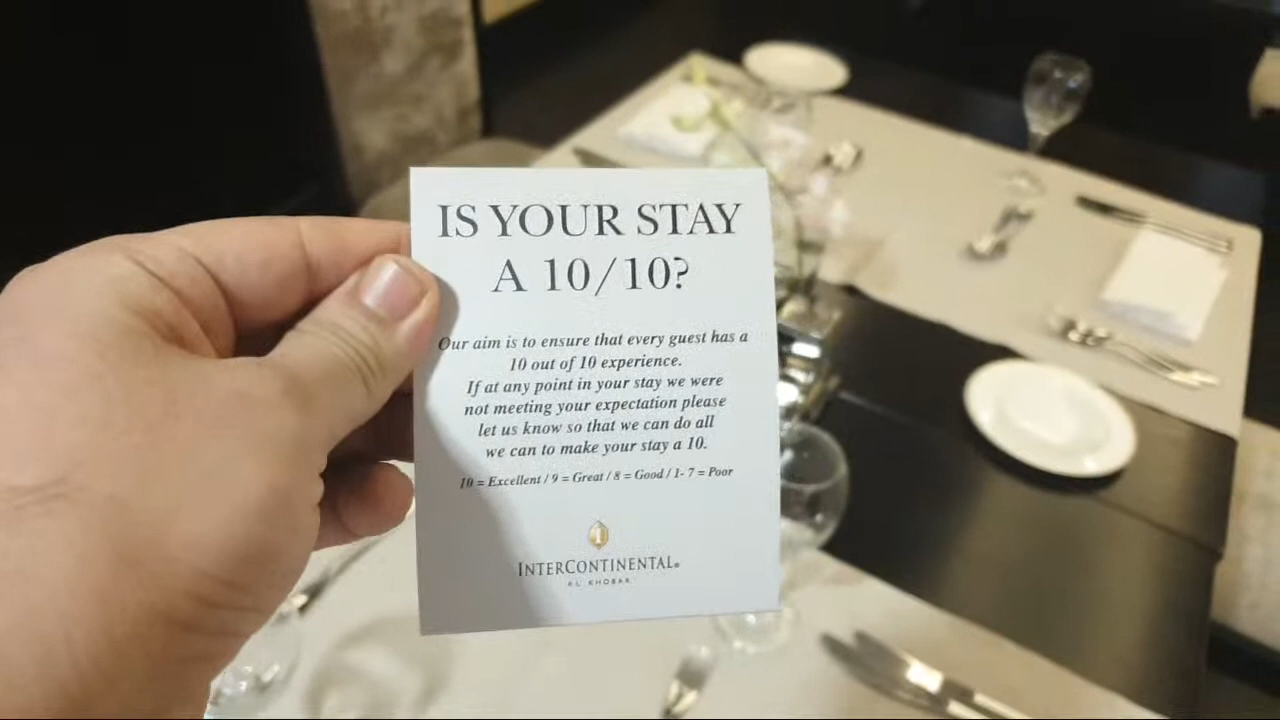 IS YOUR STAY
A 10/10?
Our aim is to ensure that every guest has a
10 out of 10 experience.
If at any point in your stay we were
not meeting your expectation please
let us know so that we can do all
we can to make your stay a 10.
10 = Excellent / 9 = Great / 8 = Good / 1- 7 = Poor
INTERCONTINENTAL®
AL KHOBAR